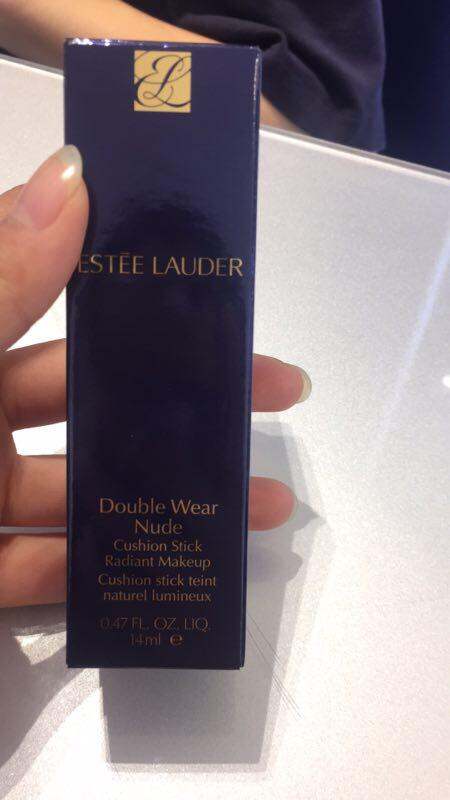 EL
ESTĒE LAUDER
Double Wear
Nude
Cushion Stick
Radiant Makeup
Cushion stick teint
naturel lumineux
0.47 FL. OZ. LIQ.
14ml e